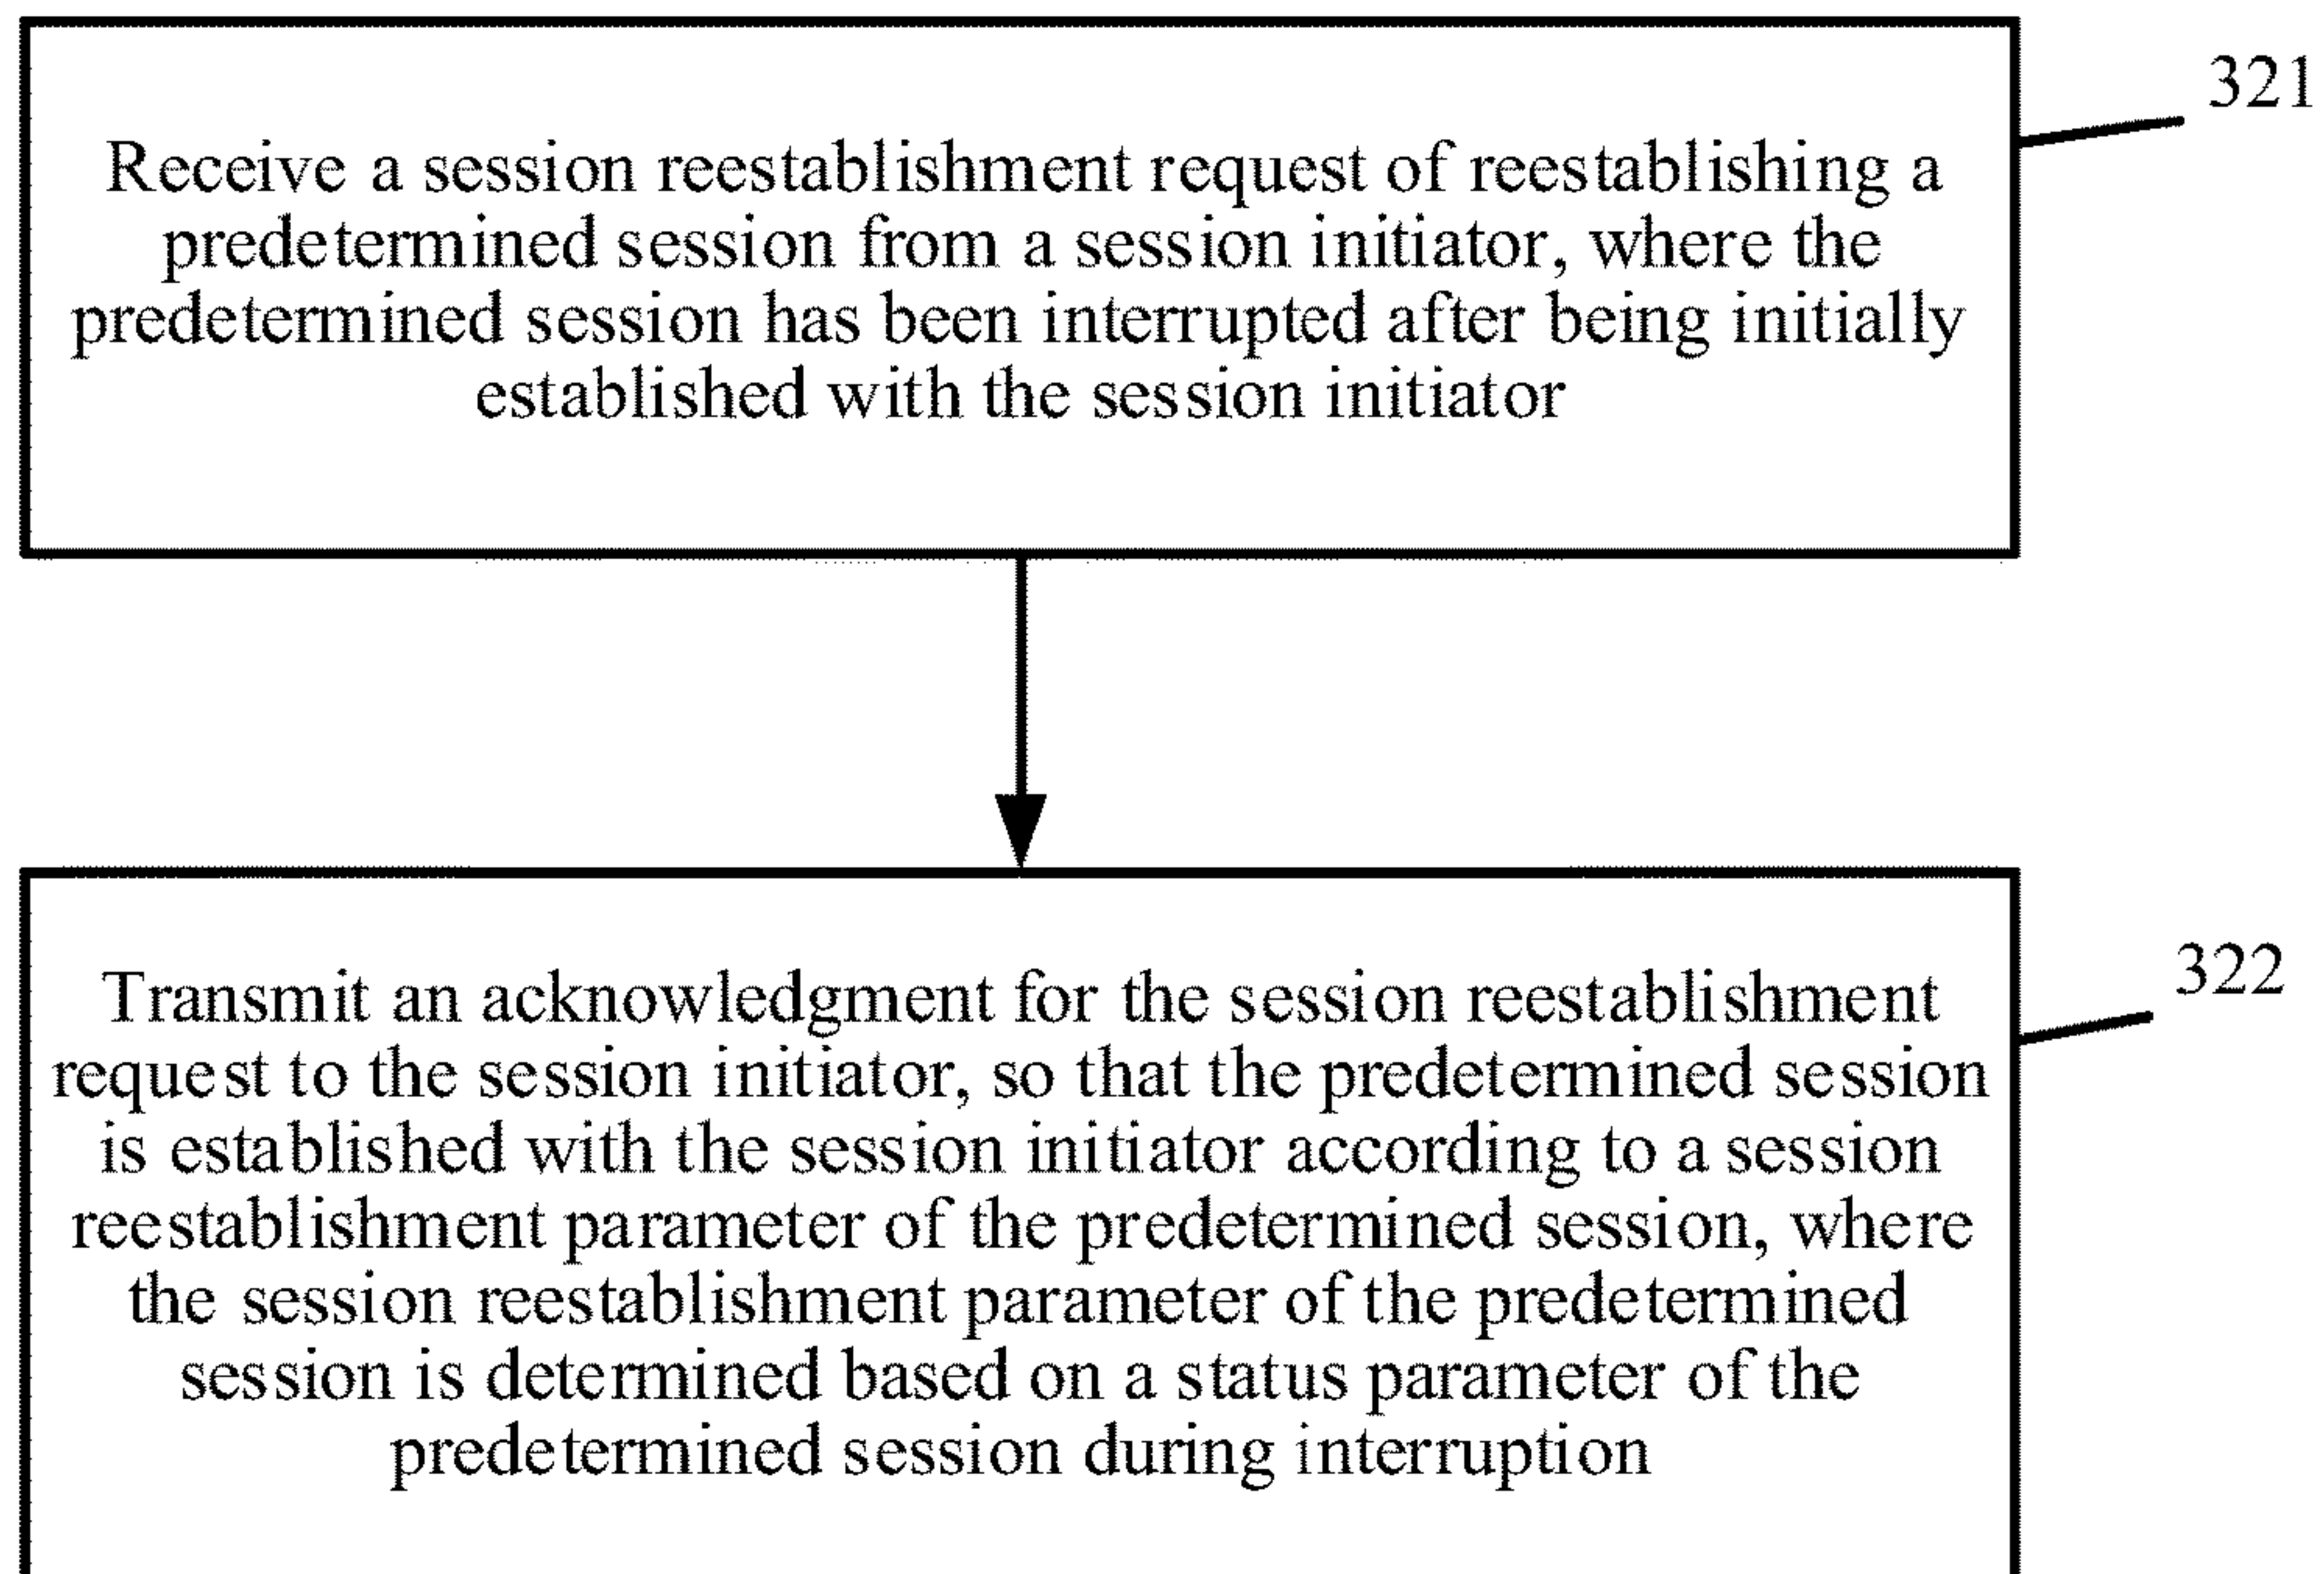 321
Receive a session reestablishment request of reestablishing a
predetermined session from a session initiator, where the
predetermined session has been interrupted after being initially
established with the session initiator
322
Transmit an acknowledgment for the session reestablishment
request to the session initiator, so that the predetermined session
is established with the session initiator according to a session
reestablishment parameter of the predetermined session, where
the session reestablishment parameter of the predetermined
session is determined based on a status parameter of the
predetermined session during interruption